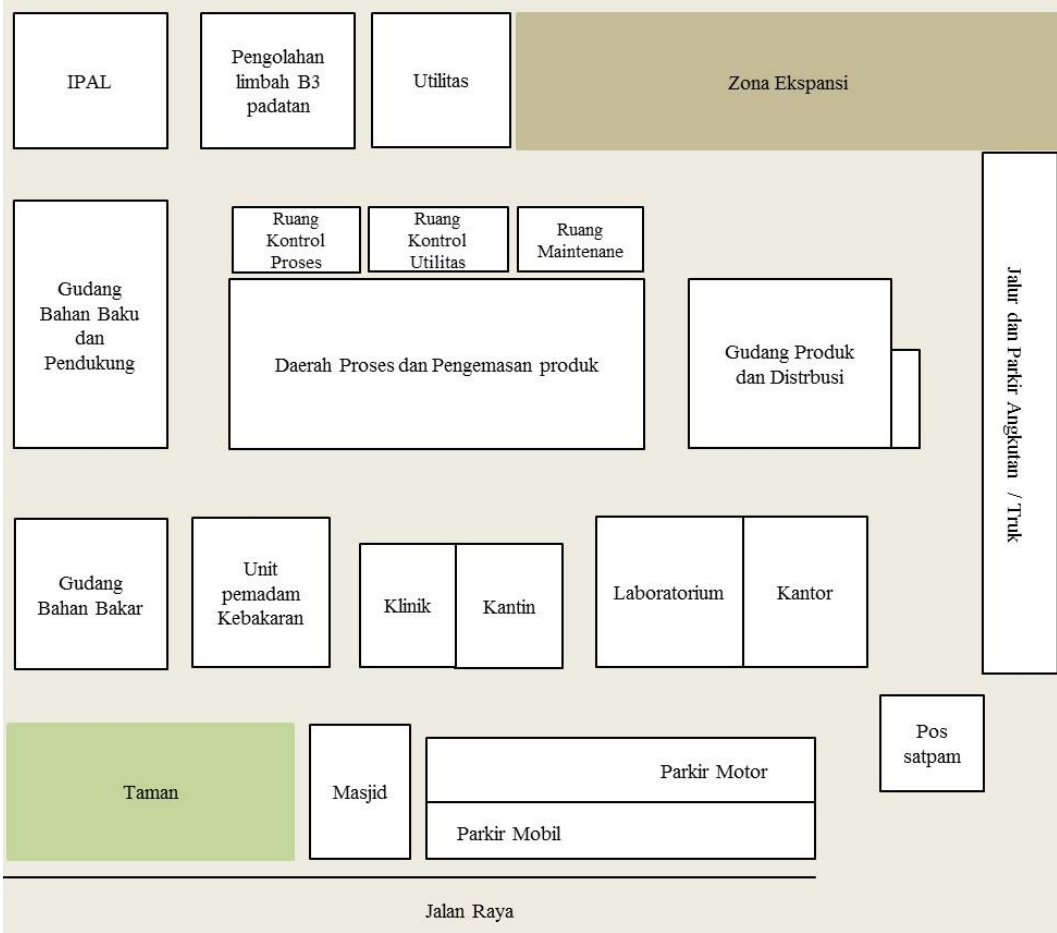 IPAL
Pengolahan
limbah B3
padatan
Utilitas
Zona Ekspansi
Gudang
Bahan Baku
dan
Pendukung
Ruang
Kontrol
Proses
Ruang
Kontrol
Utilitas
Ruang
Maintenane
Daerah Proses dan Pengemasan produk
Gudang Produk
dan Distrbusi
Jalur dan Parkir Angkutan / Truk
Gudang
Bahan Bakar
Unit
pemadam
Kebakaran
Klinik
Kantin
Laboratorium
Kantor
Pos
satpam
Taman
Masjid
Parkir Motor
Parkir Mobil
Jalan Raya